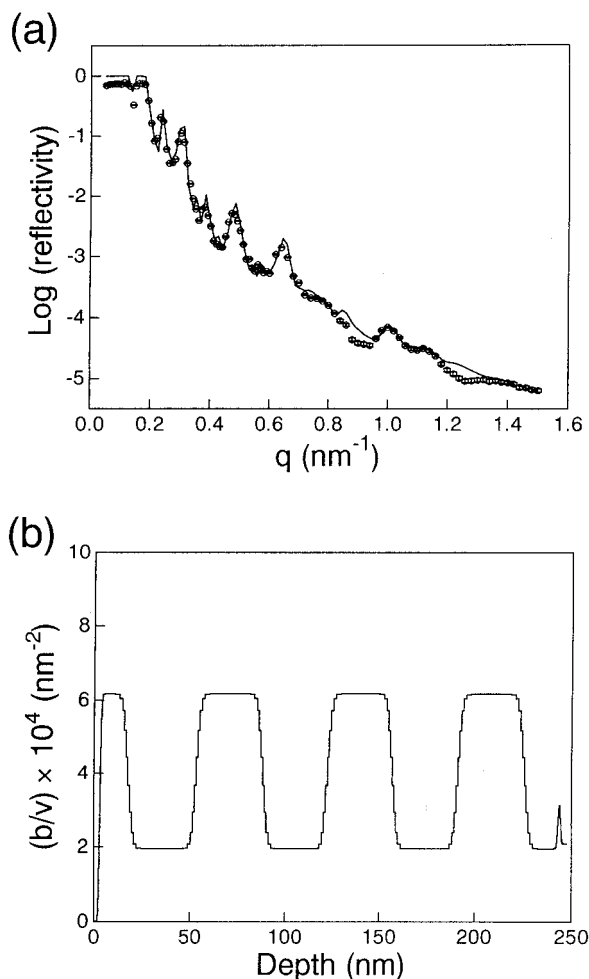 (a)
0
-1
-2
-3
-4
-5
Log (reflectivity)
0.0 0.2 0.4 0.6 0.8 1.0 1.2 1.4 1.6
q (nm⁻¹)
(b)
10
8
6
4
2
0
(b/v) × 10⁴ (nm⁻²)
0 50 100 150 200 250
Depth (nm)